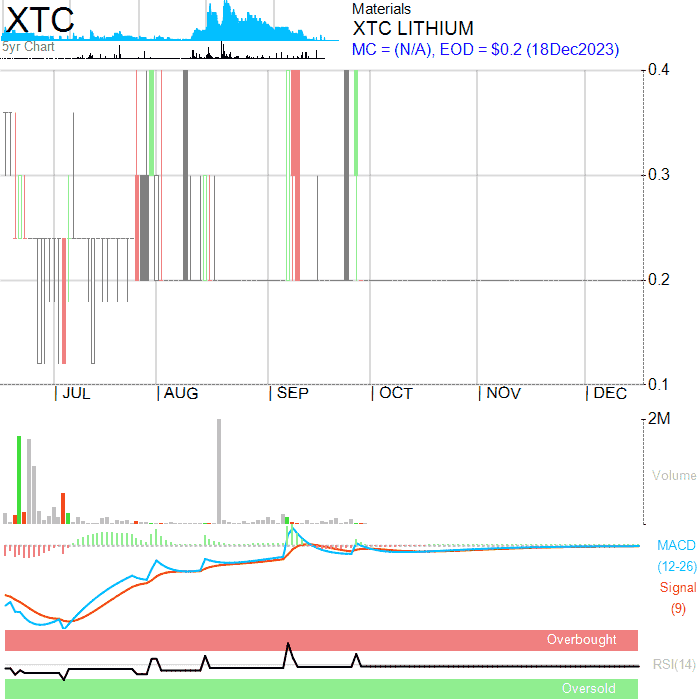 XTC
5yr Chart
Materials
XTC LITHIUM
MC = (N/A), EOD = $0.2 (18Dec2023)
0.4
0.3
0.2
0.1
| JUL | AUG | SEP | OCT | NOV | DEC
2M
Volume
MACD
(12-26)
Signal
(9)
Overbought
RSI(14)
Oversold